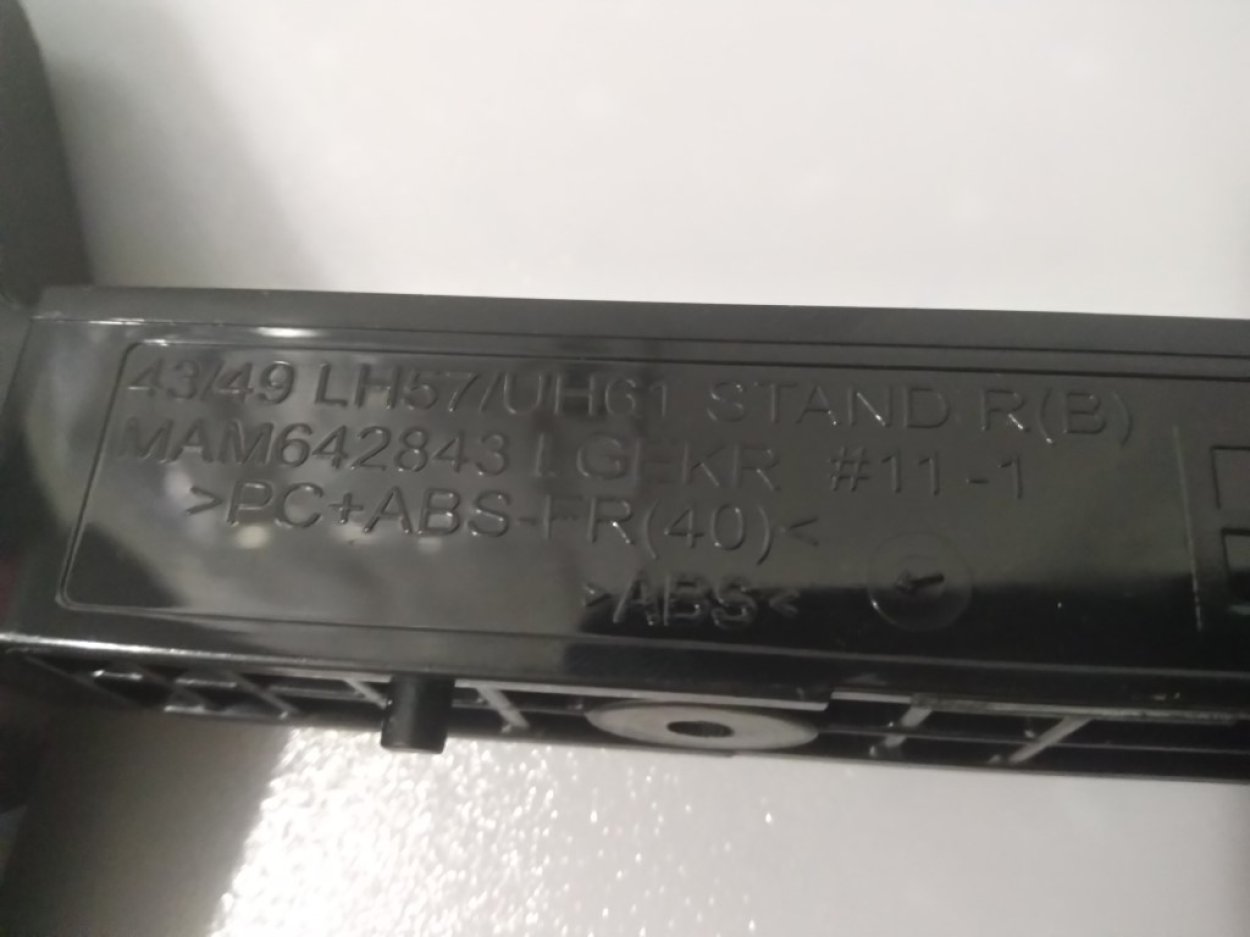 43/49 LH57/UH61 STAND R(B)
MAM642843 LGEKR #11-1
>PC+ABS-FR(40)<
>ABS<